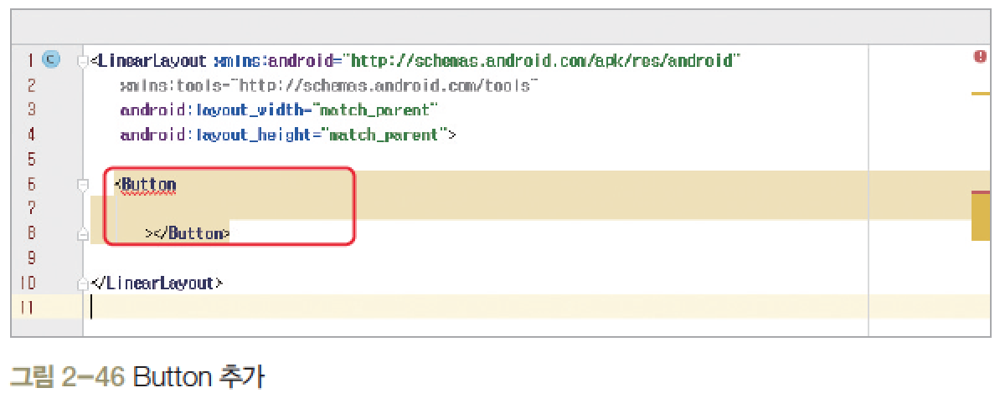 1 C <LinearLayout xmlns:android="http://schemas.android.com/apk/res/android"
2 xmlns:tools="http://schemas.android.com/tools"
3 android:layout_width="match_parent"
4 android:layout_height="match_parent">
5
6 <Button
7
8 ></Button>
9
10 </LinearLayout>
11
그림 2-46 Button 추가